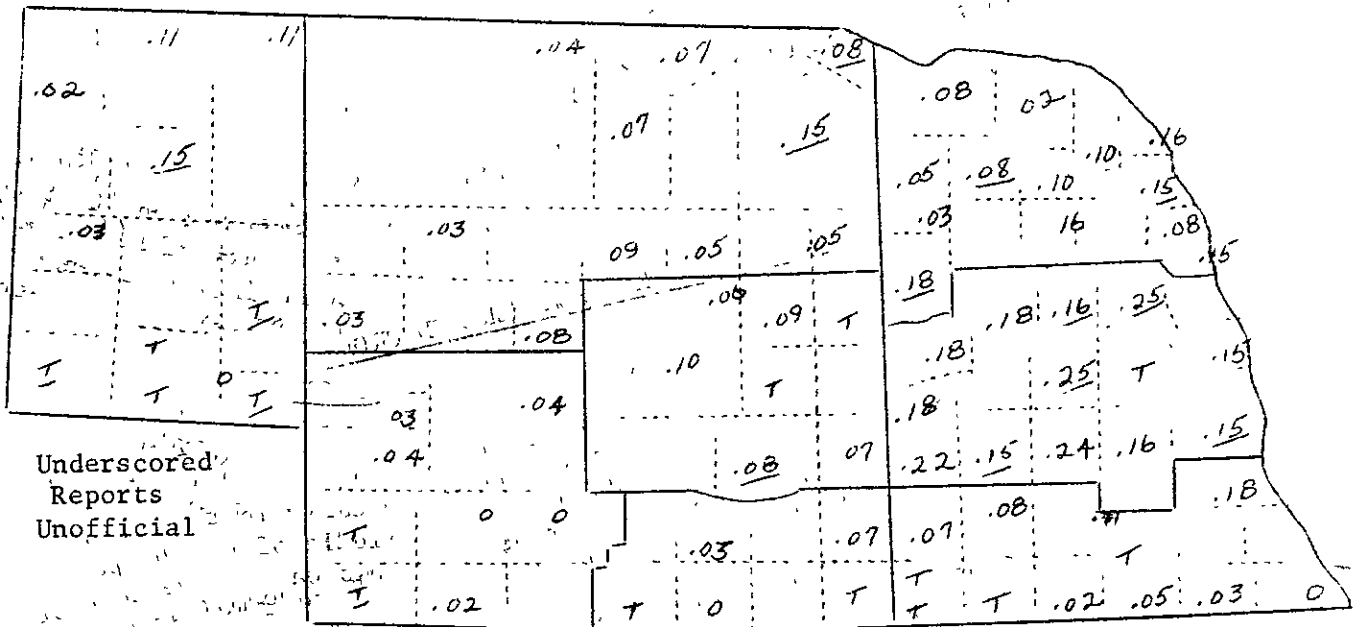 .11 .11 .04 .07 .08
.02 .07 .15 .08 .07
.15 .05 .08 .10 .10 .16
.03 .03 .03 .16 .15 .08
.09 .05 .05 .15
.18
T .03 .08 .09 T .18 .16 .25
T T .10 T .18 .25 T .15
T 0 T .03 .04 .18
.04 .08 07 .22 .15 .24 .16 .15
Underscored
Reports
Unofficial
T 0 0 .03 .07 .07 .08 .18
T
T .02 T 0 T T T .02 .05 .03 0
T